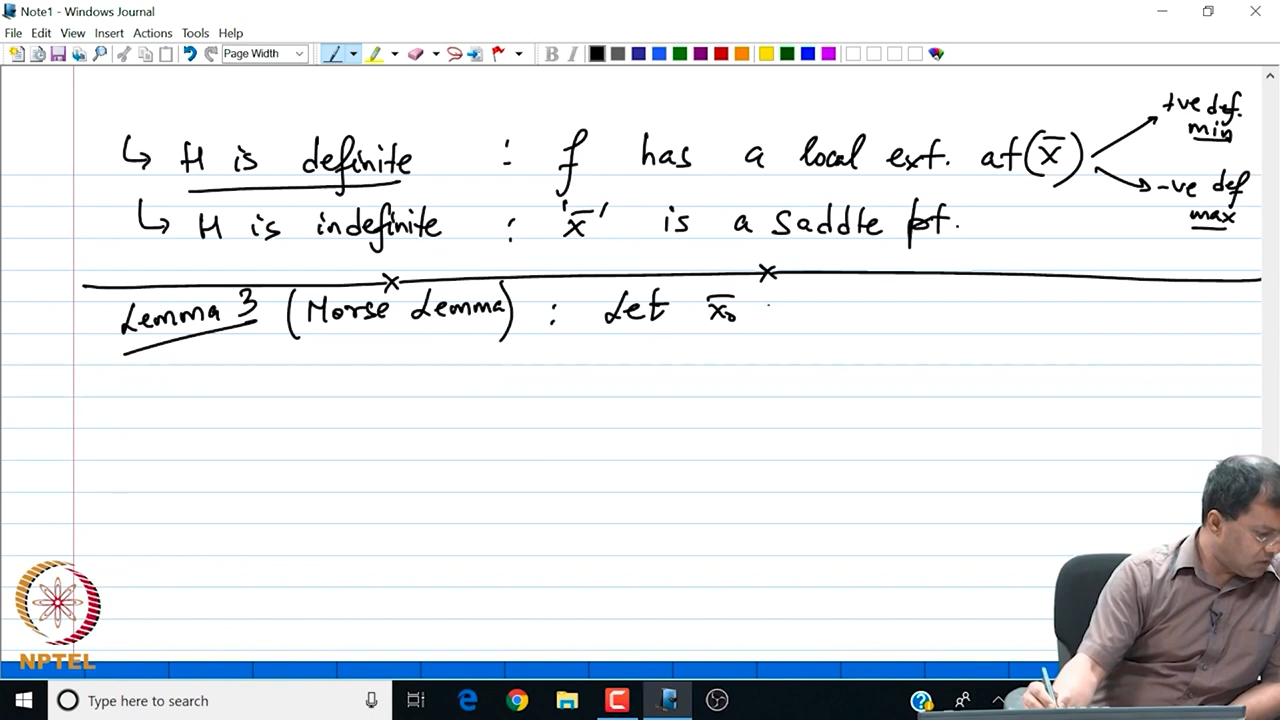 Note1 - Windows Journal
File Edit View Insert Actions Tools Help
Page Width
B I
+ve def.
min
↳ H is definite : f has a local ext. at (x̅)
-ve def
max
↳ H is indefinite : 'x̅' is a saddle pt.
Lemma 3 (Morse Lemma) : Let x̅₀
NPTEL
Type here to search